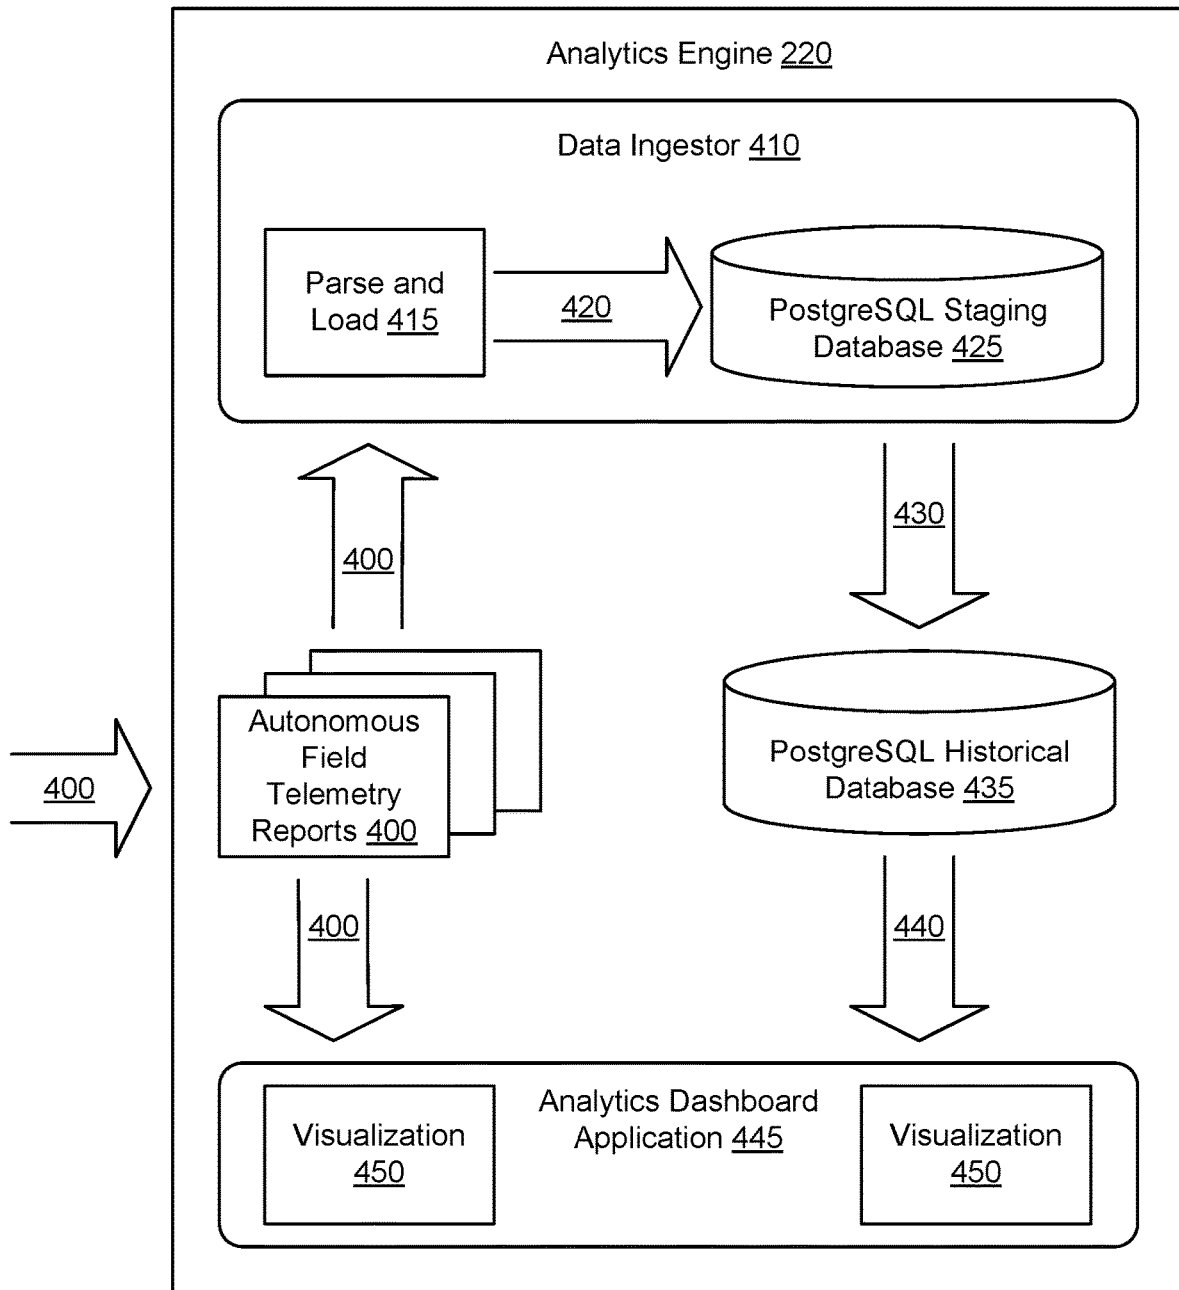 Analytics Engine 220
Data Ingestor 410
Parse and
Load 415
420
PostgreSQL Staging
Database 425
400
430
Autonomous
Field
Telemetry
Reports 400
400
PostgreSQL Historical
Database 435
400
440
Visualization
450
Analytics Dashboard
Application 445
Visualization
450